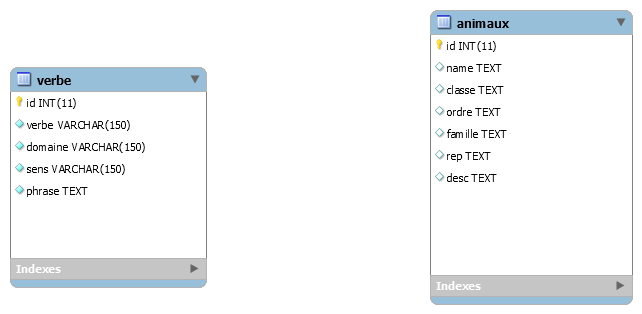 verbe
id INT(11)
verbe VARCHAR(150)
domaine VARCHAR(150)
sens VARCHAR(150)
phrase TEXT
Indexes
animaux
id INT(11)
name TEXT
classe TEXT
ordre TEXT
famille TEXT
rep TEXT
desc TEXT
Indexes